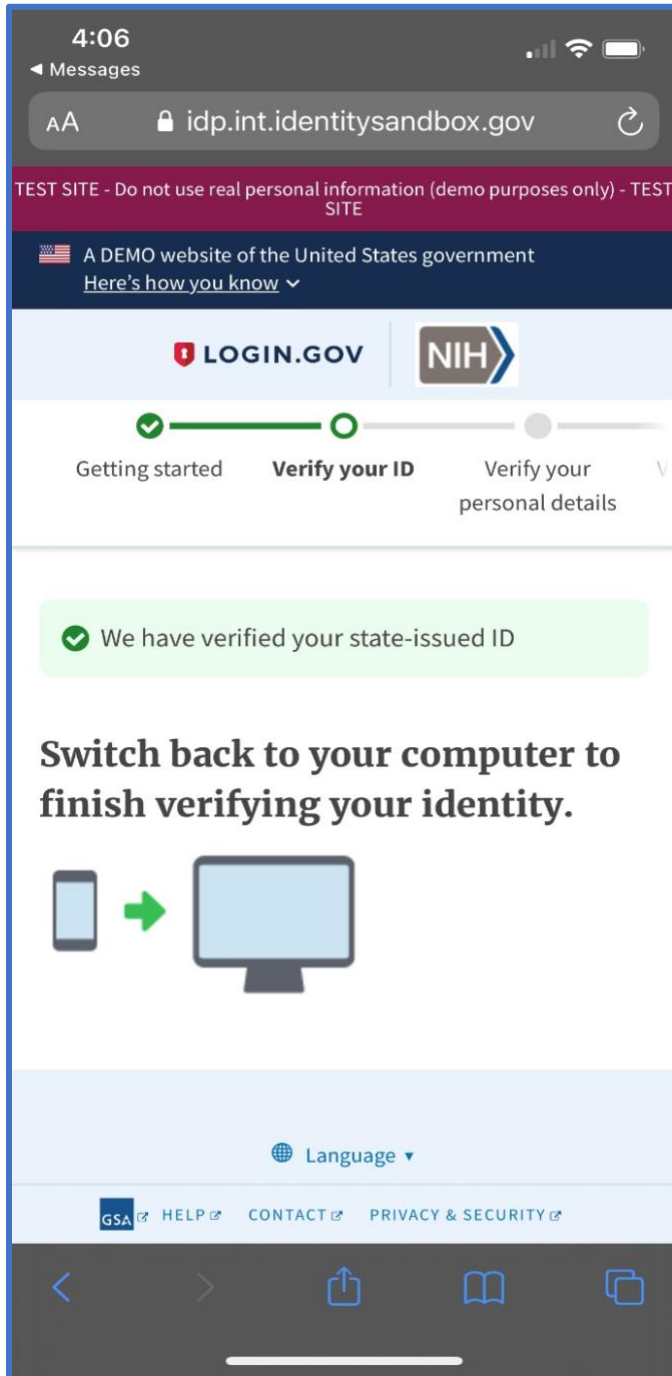 4:06
◀ Messages
AA idp.int.identitysandbox.gov
TEST SITE - Do not use real personal information (demo purposes only) - TEST
SITE
A DEMO website of the United States government
Here's how you know
LOGIN.GOV NIH
Getting started Verify your ID Verify your V
personal details
We have verified your state-issued ID
Switch back to your computer to
finish verifying your identity.
Language
GSA HELP CONTACT PRIVACY & SECURITY